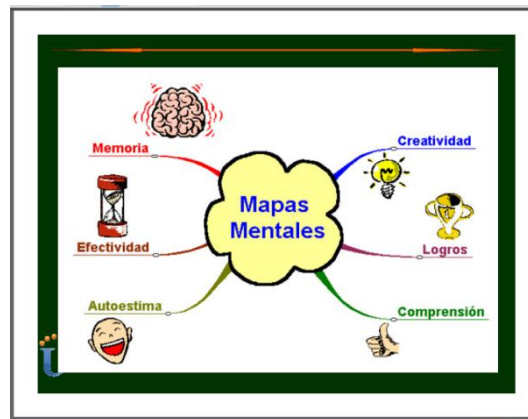 Memoria
Creatividad
Mapas
Mentales
Efectividad
Logros
Autoestima
Comprensión